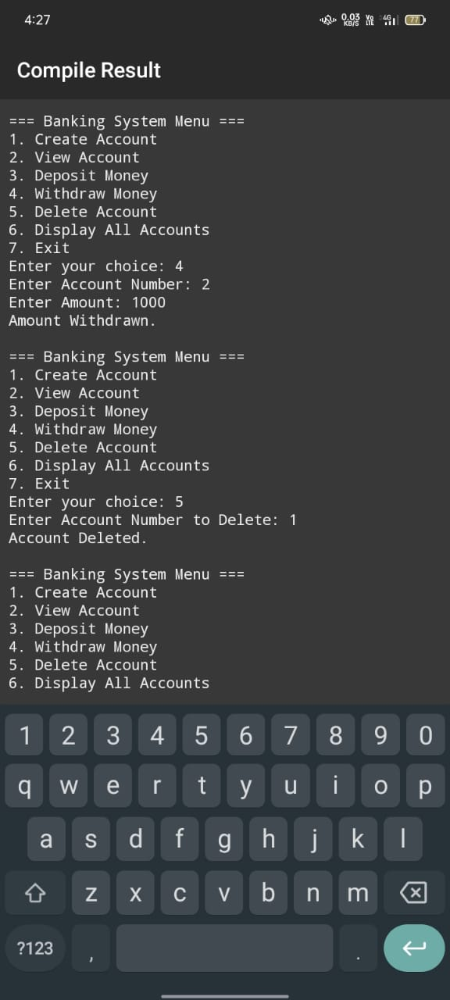 4:27
0.03 KB/S Vo LTE 4G 77
Compile Result
=== Banking System Menu ===
1. Create Account
2. View Account
3. Deposit Money
4. Withdraw Money
5. Delete Account
6. Display All Accounts
7. Exit
Enter your choice: 4
Enter Account Number: 2
Enter Amount: 1000
Amount Withdrawn.
=== Banking System Menu ===
1. Create Account
2. View Account
3. Deposit Money
4. Withdraw Money
5. Delete Account
6. Display All Accounts
7. Exit
Enter your choice: 5
Enter Account Number to Delete: 1
Account Deleted.
=== Banking System Menu ===
1. Create Account
2. View Account
3. Deposit Money
4. Withdraw Money
5. Delete Account
6. Display All Accounts
1 2 3 4 5 6 7 8 9 0
q w e r t y u i o p
a s d f g h j k l
z x c v b n m
?123 , .